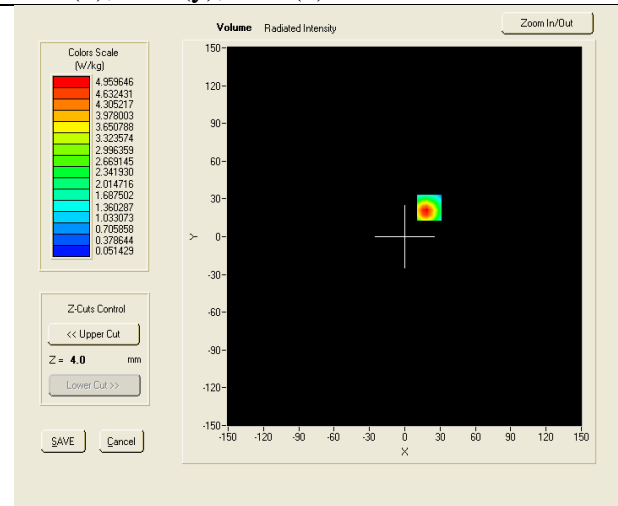 Volume Radiated Intensity
Zoom In/Out
Colors Scale
(W/kg)
4.959646
4.632431
4.305217
3.978003
3.650788
3.323574
2.996359
2.669145
2.341930
2.014716
1.687502
1.360287
1.033073
0.705858
0.378644
0.051429
Z-Cuts Control
<< Upper Cut
Z = 4.0 mm
Lower Cut >>
SAVE Cancel
150
120
90
60
30
0
-30
-60
-90
-120
-150
Y
-150 -120 -90 -60 -30 0 30 60 90 120 150
X